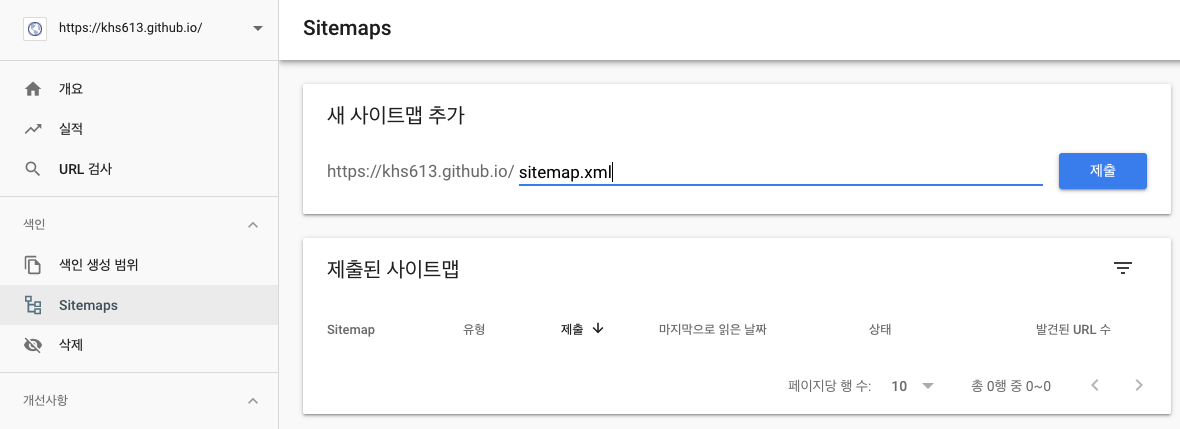 https://khs613.github.io/
Sitemaps
개요
실적
URL 검사
색인
색인 생성 범위
Sitemaps
삭제
개선사항
새 사이트맵 추가
https://khs613.github.io/ sitemap.xml
제출
제출된 사이트맵
Sitemap 유형 제출 마지막으로 읽은 날짜 상태 발견된 URL 수
페이지당 행 수: 10 총 0행 중 0~0